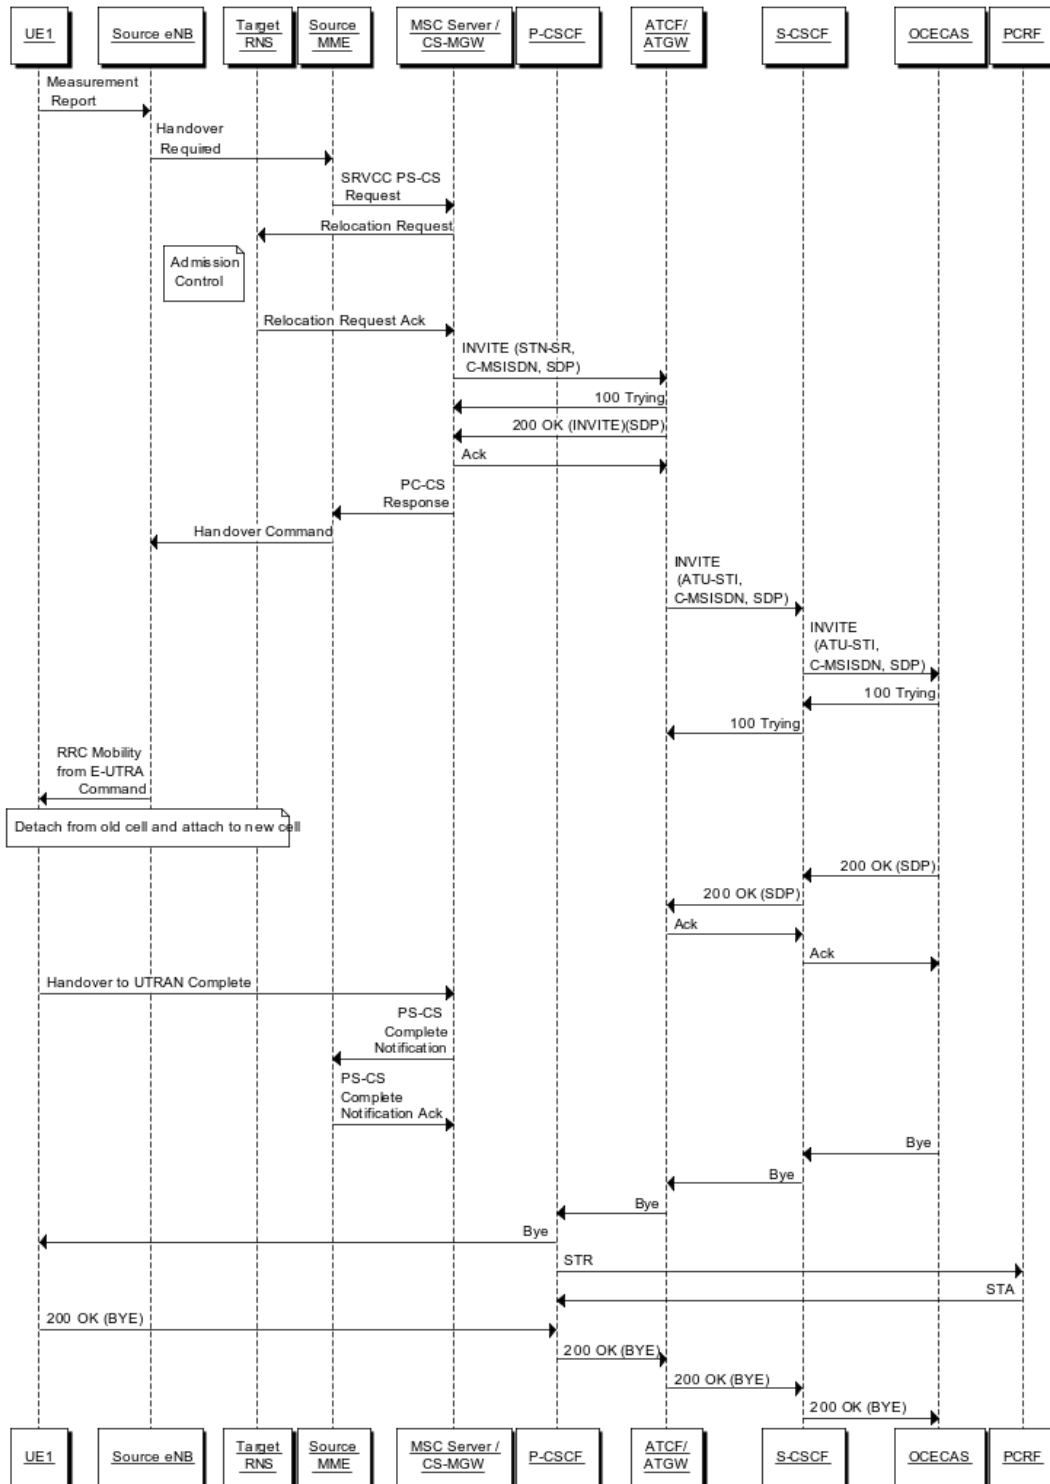 UE1
Source eNB
Target
RNS
Source
MME
MSC Server /
CS-MGW
P-CSCF
ATCF/
ATGW
S-CSCF
OCECAS
PCRF
Measurement
Report
Handover
Required
SRVCC PS-CS
Request
Relocation Request
Admission
Control
Relocation Request Ack
INVITE (STN-SR,
C-MSISDN, SDP)
100 Trying
200 OK (INVITE)(SDP)
Ack
PC-CS
Response
Handover Command
INVITE
(ATU-STI,
C-MSISDN, SDP)
INVITE
(ATU-STI,
C-MSISDN, SDP)
100 Trying
100 Trying
RRC Mobility
from E-UTRA
Command
Detach from old cell and attach to new cell
200 OK (SDP)
200 OK (SDP)
Ack
Ack
Handover to UTRAN Complete
PS-CS
Complete
Notification
PS-CS
Complete
Notification Ack
Bye
Bye
Bye
Bye
STR
STA
200 OK (BYE)
200 OK (BYE)
200 OK (BYE)
200 OK (BYE)
UE1
Source eNB
Target
RNS
Source
MME
MSC Server /
CS-MGW
P-CSCF
ATCF/
ATGW
S-CSCF
OCECAS
PCRF